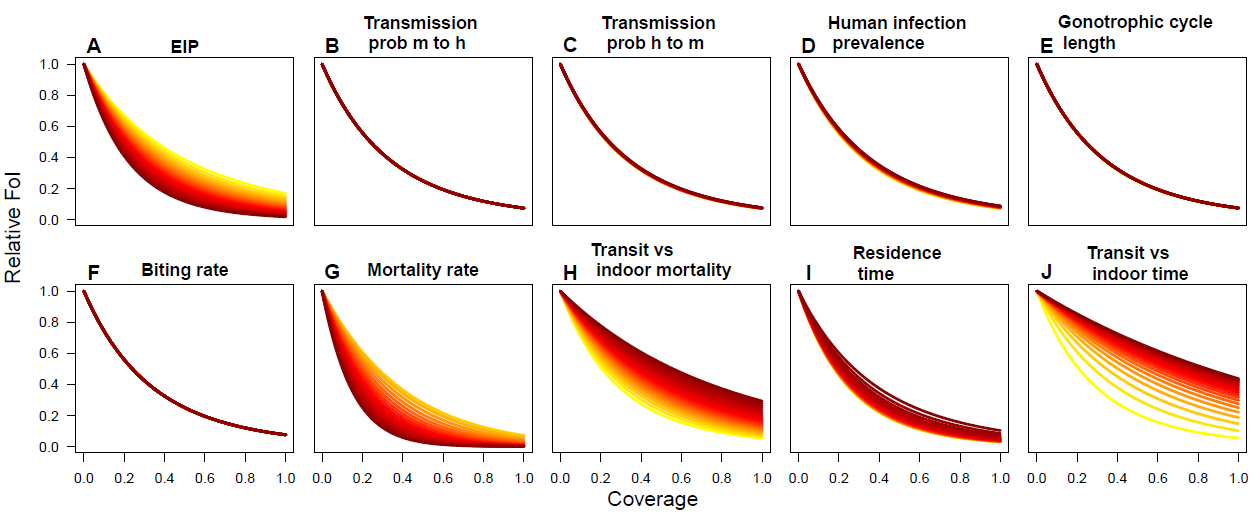 A EIP
Transmission
B prob m to h
Transmission
C prob h to m
Human infection
D prevalence
Gonotrophic cycle
E length
1.0
0.8
0.6
0.4
0.2
0.0
Relative FoI
F Biting rate
G Mortality rate
Transit vs
H indoor mortality
Residence
I time
Transit vs
J indoor time
1.0
0.8
0.6
0.4
0.2
0.0
0.0 0.2 0.4 0.6 0.8 1.0
0.0 0.2 0.4 0.6 0.8 1.0
0.0 0.2 0.4 0.6 0.8 1.0
0.0 0.2 0.4 0.6 0.8 1.0
0.0 0.2 0.4 0.6 0.8 1.0
Coverage